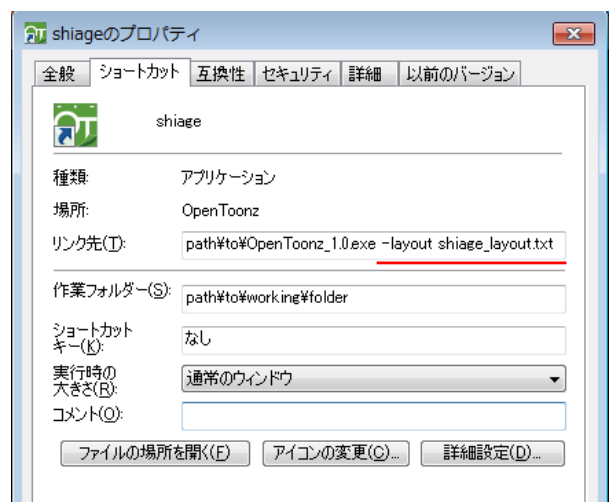 shiageのプロパティ
全般 ショートカット 互換性 セキュリティ 詳細 以前のバージョン
shiage
種類: アプリケーション
場所: OpenToonz
リンク先(T): path¥to¥OpenToonz_1.0.exe -layout shiage_layout.txt
作業フォルダー(S): path¥to¥working¥folder
ショートカット
キー(K): なし
実行時の
大きさ(R): 通常のウィンドウ
コメント(O):
ファイルの場所を開く(F) アイコンの変更(C)... 詳細設定(D)...